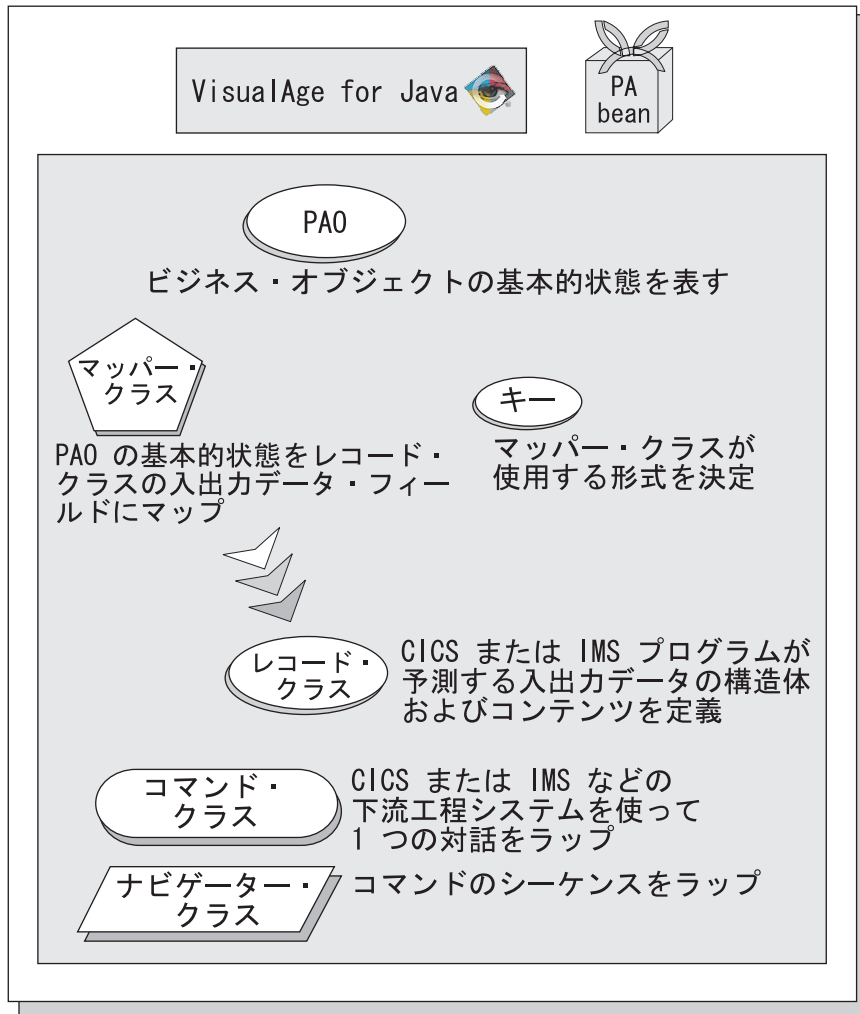 VisualAge for Java
PA
bean
PAO
ビジネス・オブジェクトの基本的状態を表す
マッパー・
クラス
キー
PAO の基本的状態をレコード・
クラスの入出力データ・フィー
ルドにマップ
マッパー・クラスが
使用する形式を決定
レコード・
クラス
CICS または IMS プログラムが
予測する入出力データの構造体
およびコンテンツを定義
コマンド・
クラス
CICS または IMS などの
下流工程システムを使って
1 つの対話をラップ
ナビゲーター・
クラス
コマンドのシーケンスをラップ